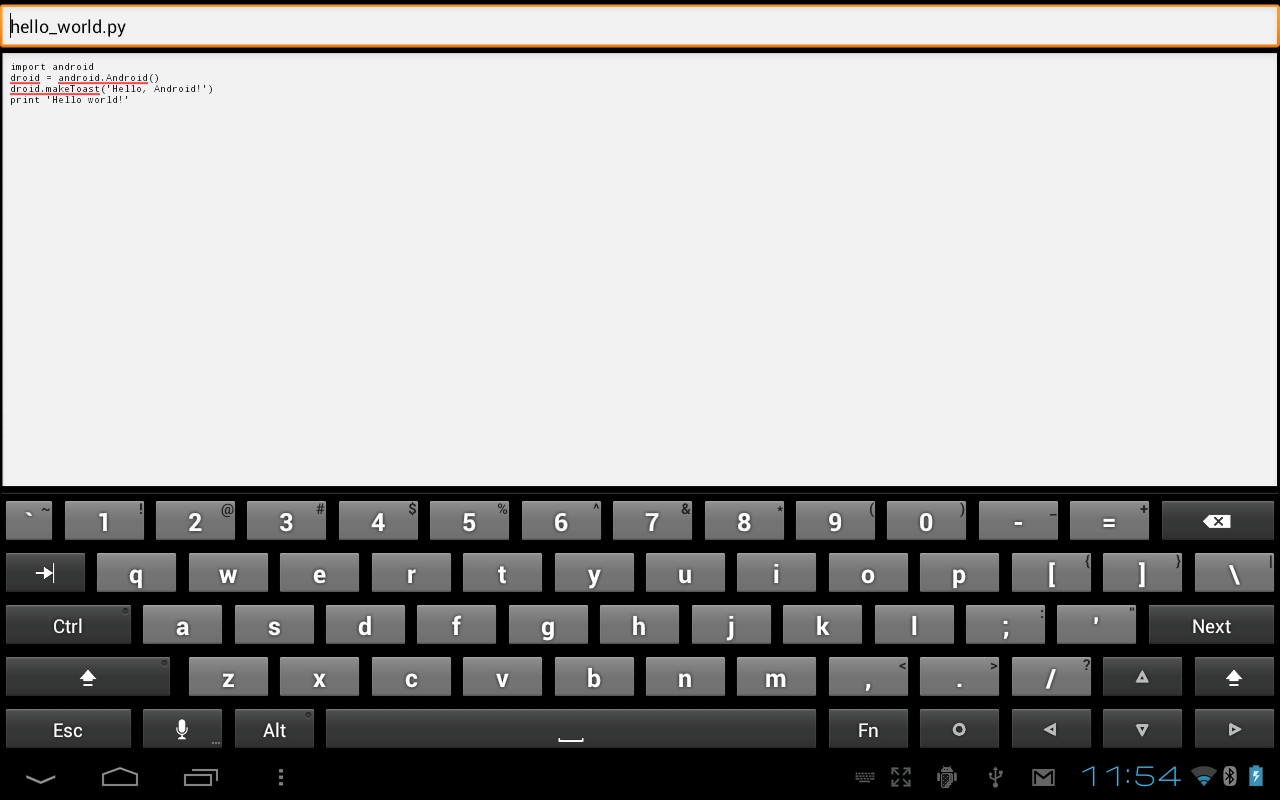 hello_world.py
import android
droid = android.Android()
droid.makeToast('Hello, Android!')
print 'Hello world!'
` ~ 1 ! 2 @ 3 # 4 $ 5 % 6 ^ 7 & 8 * 9 ( 0 ) - _ = +
q w e r t y u i o p [ { ] } \ |
Ctrl a s d f g h j k l ; : ' " Next
z x c v b n m , < . > / ?
Esc ... Alt Fn
11:54